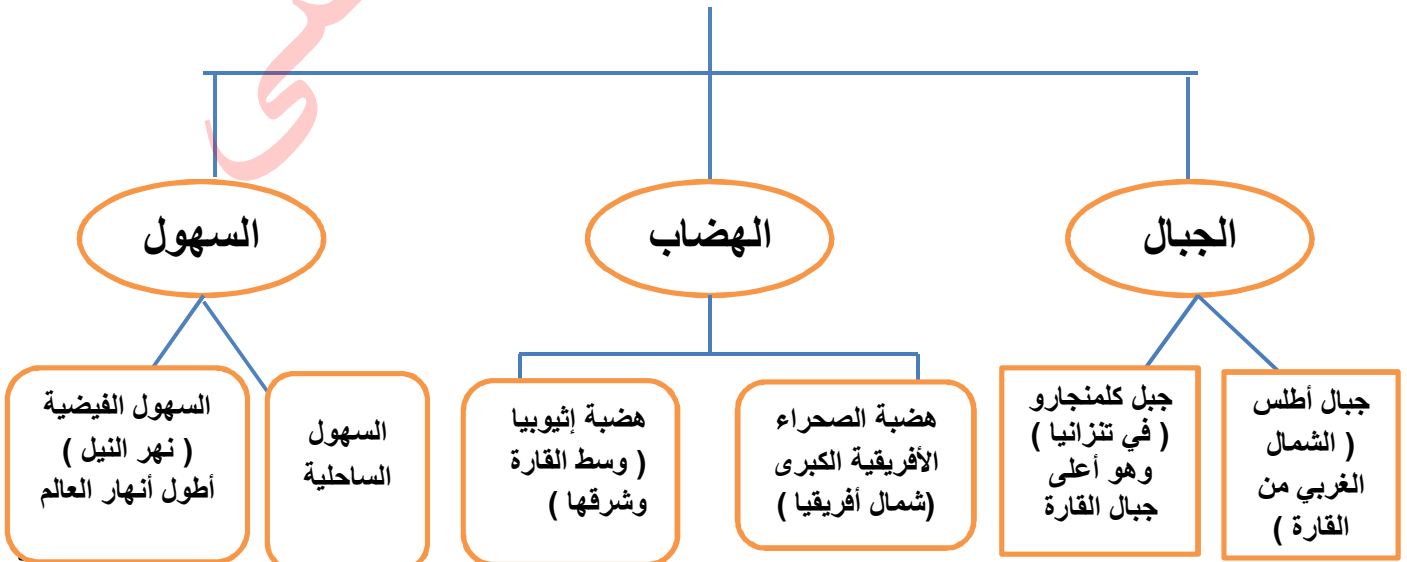 الجبال
الهضاب
السهول
جبال أطلس
( الشمال
الغربي من
القارة )
جبل كلمنجارو
( في تنزانيا )
وهو أعلى
جبال القارة
هضبة الصحراء
الأفريقية الكبرى
(شمال أفريقيا )
هضبة إثيوبيا
( وسط القارة
وشرقها )
السهول
الساحلية
السهول الفيضية
( نهر النيل )
أطول أنهار العالم